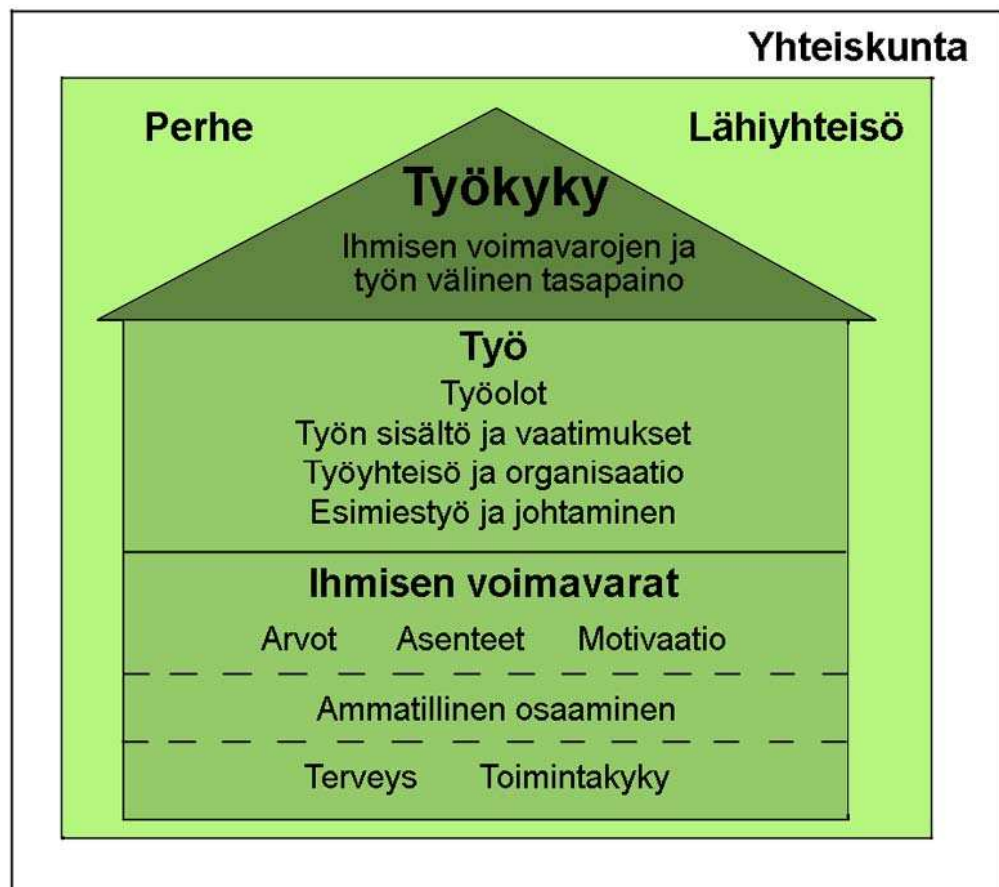 Yhteiskunta
Perhe
Lähiyhteisö
Työkyky
Ihmisen voimavarojen ja
työn välinen tasapaino
Työ
Työolot
Työn sisältö ja vaatimukset
Työyhteisö ja organisaatio
Esimiestyö ja johtaminen
Ihmisen voimavarat
Arvot Asenteet Motivaatio
Ammatillinen osaaminen
Terveys Toimintakyky